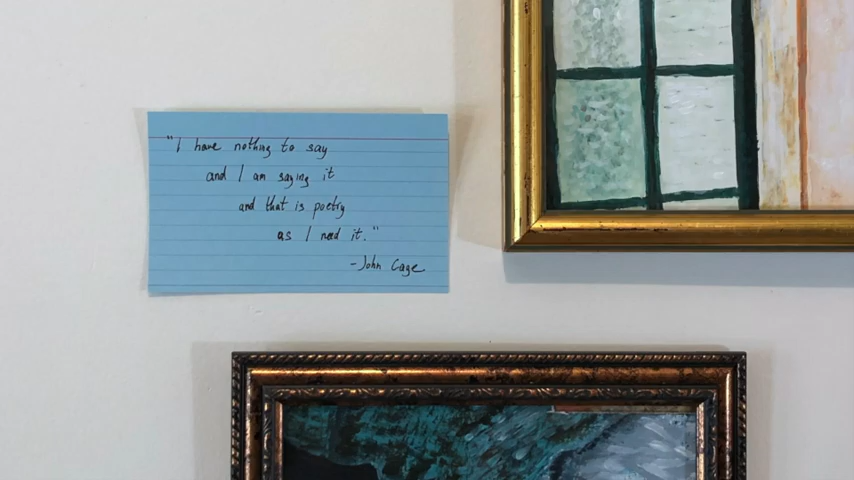 "I have nothing to say
and I am saying it
and that is poetry
as I need it."
-John Cage